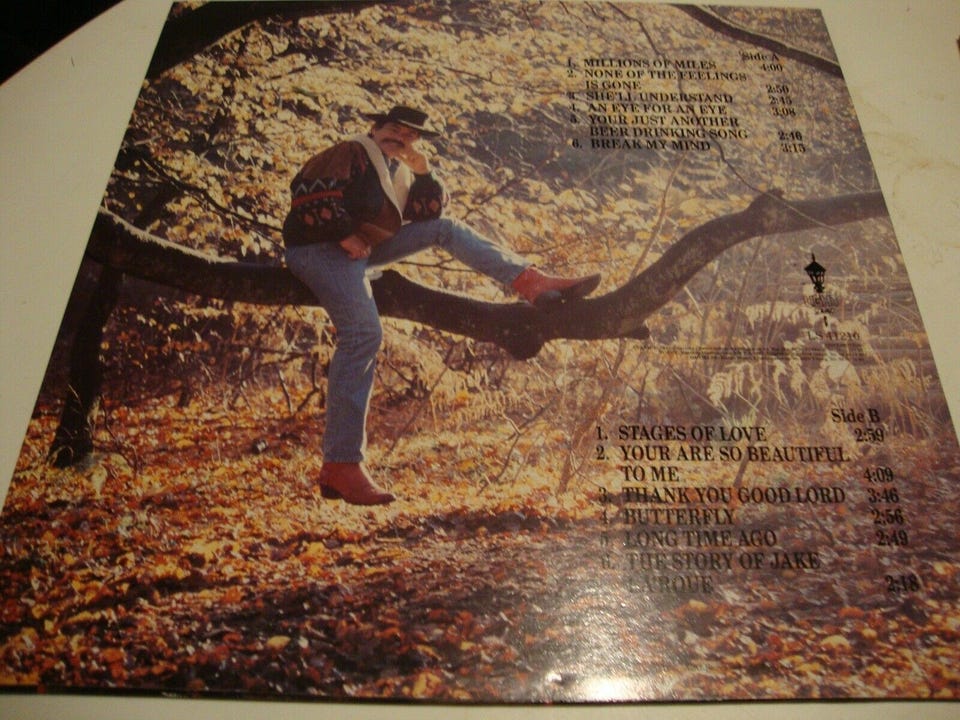 Side A
1. MILLIONS OF MILES 4:00
2. NONE OF THE FEELINGS
IS GONE 2:50
3. SHE'LL UNDERSTAND 2:45
4. AN EYE FOR AN EYE 3:08
5. YOUR JUST ANOTHER
BEER DRINKING SONG 2:46
6. BREAK MY MIND 3:15
LS 41216
Side B
1. STAGES OF LOVE 2:59
2. YOUR ARE SO BEAUTIFUL
TO ME 4:09
3. THANK YOU GOOD LORD 3:46
4. BUTTERFLY 2:56
5. LONG TIME AGO 2:49
6. THE STORY OF JAKE
2:18